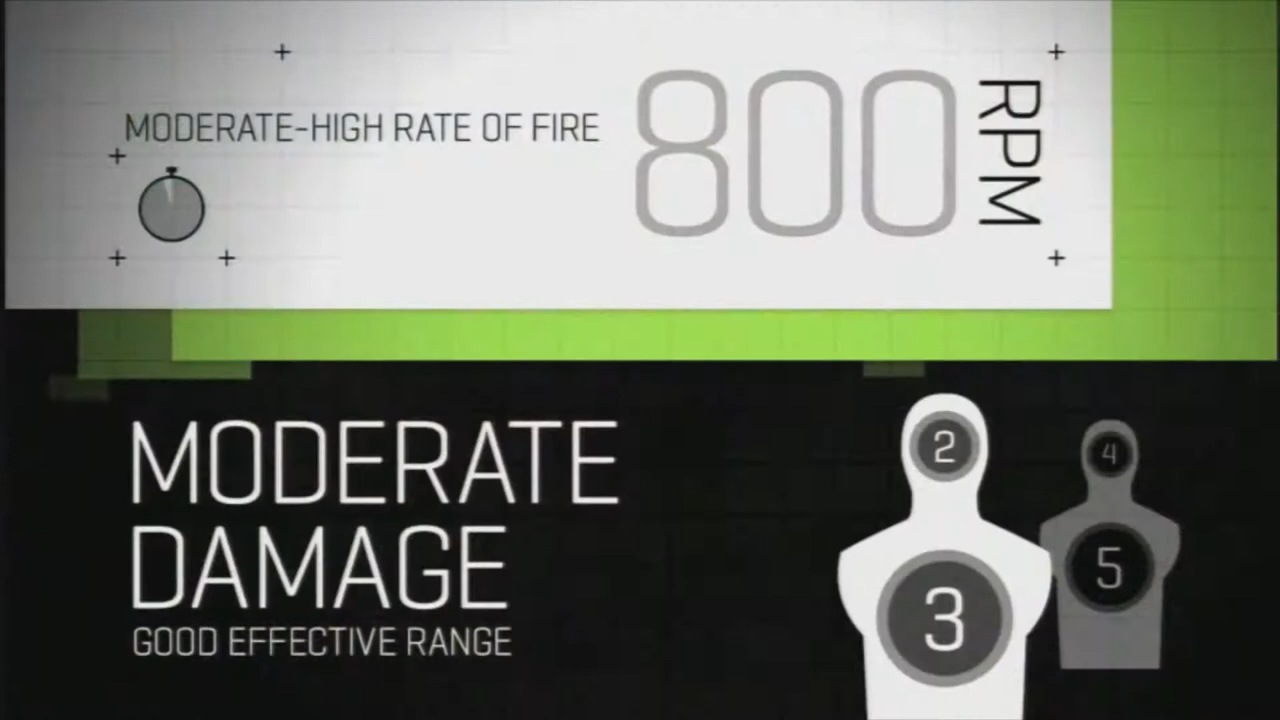 MODERATE-HIGH RATE OF FIRE
800
RPM
MODERATE
DAMAGE
GOOD EFFECTIVE RANGE
2
3
4
5